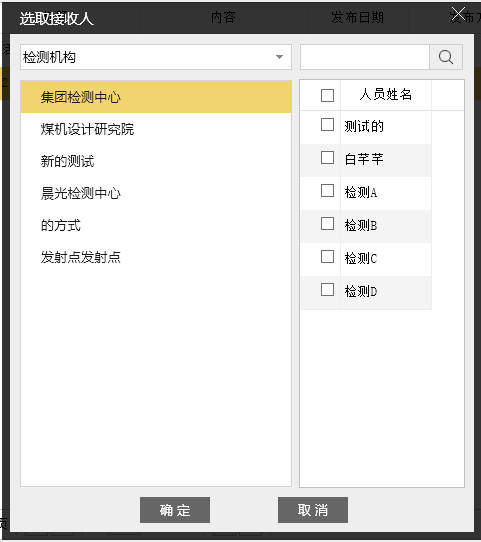 内容
发布日期
选取接收人
检测机构
集团检测中心
煤机设计研究院
新的测试
晨光检测中心
的方式
发射点发射点
人员姓名
测试的
白芊芊
检测A
检测B
检测C
检测D
确 定
取 消